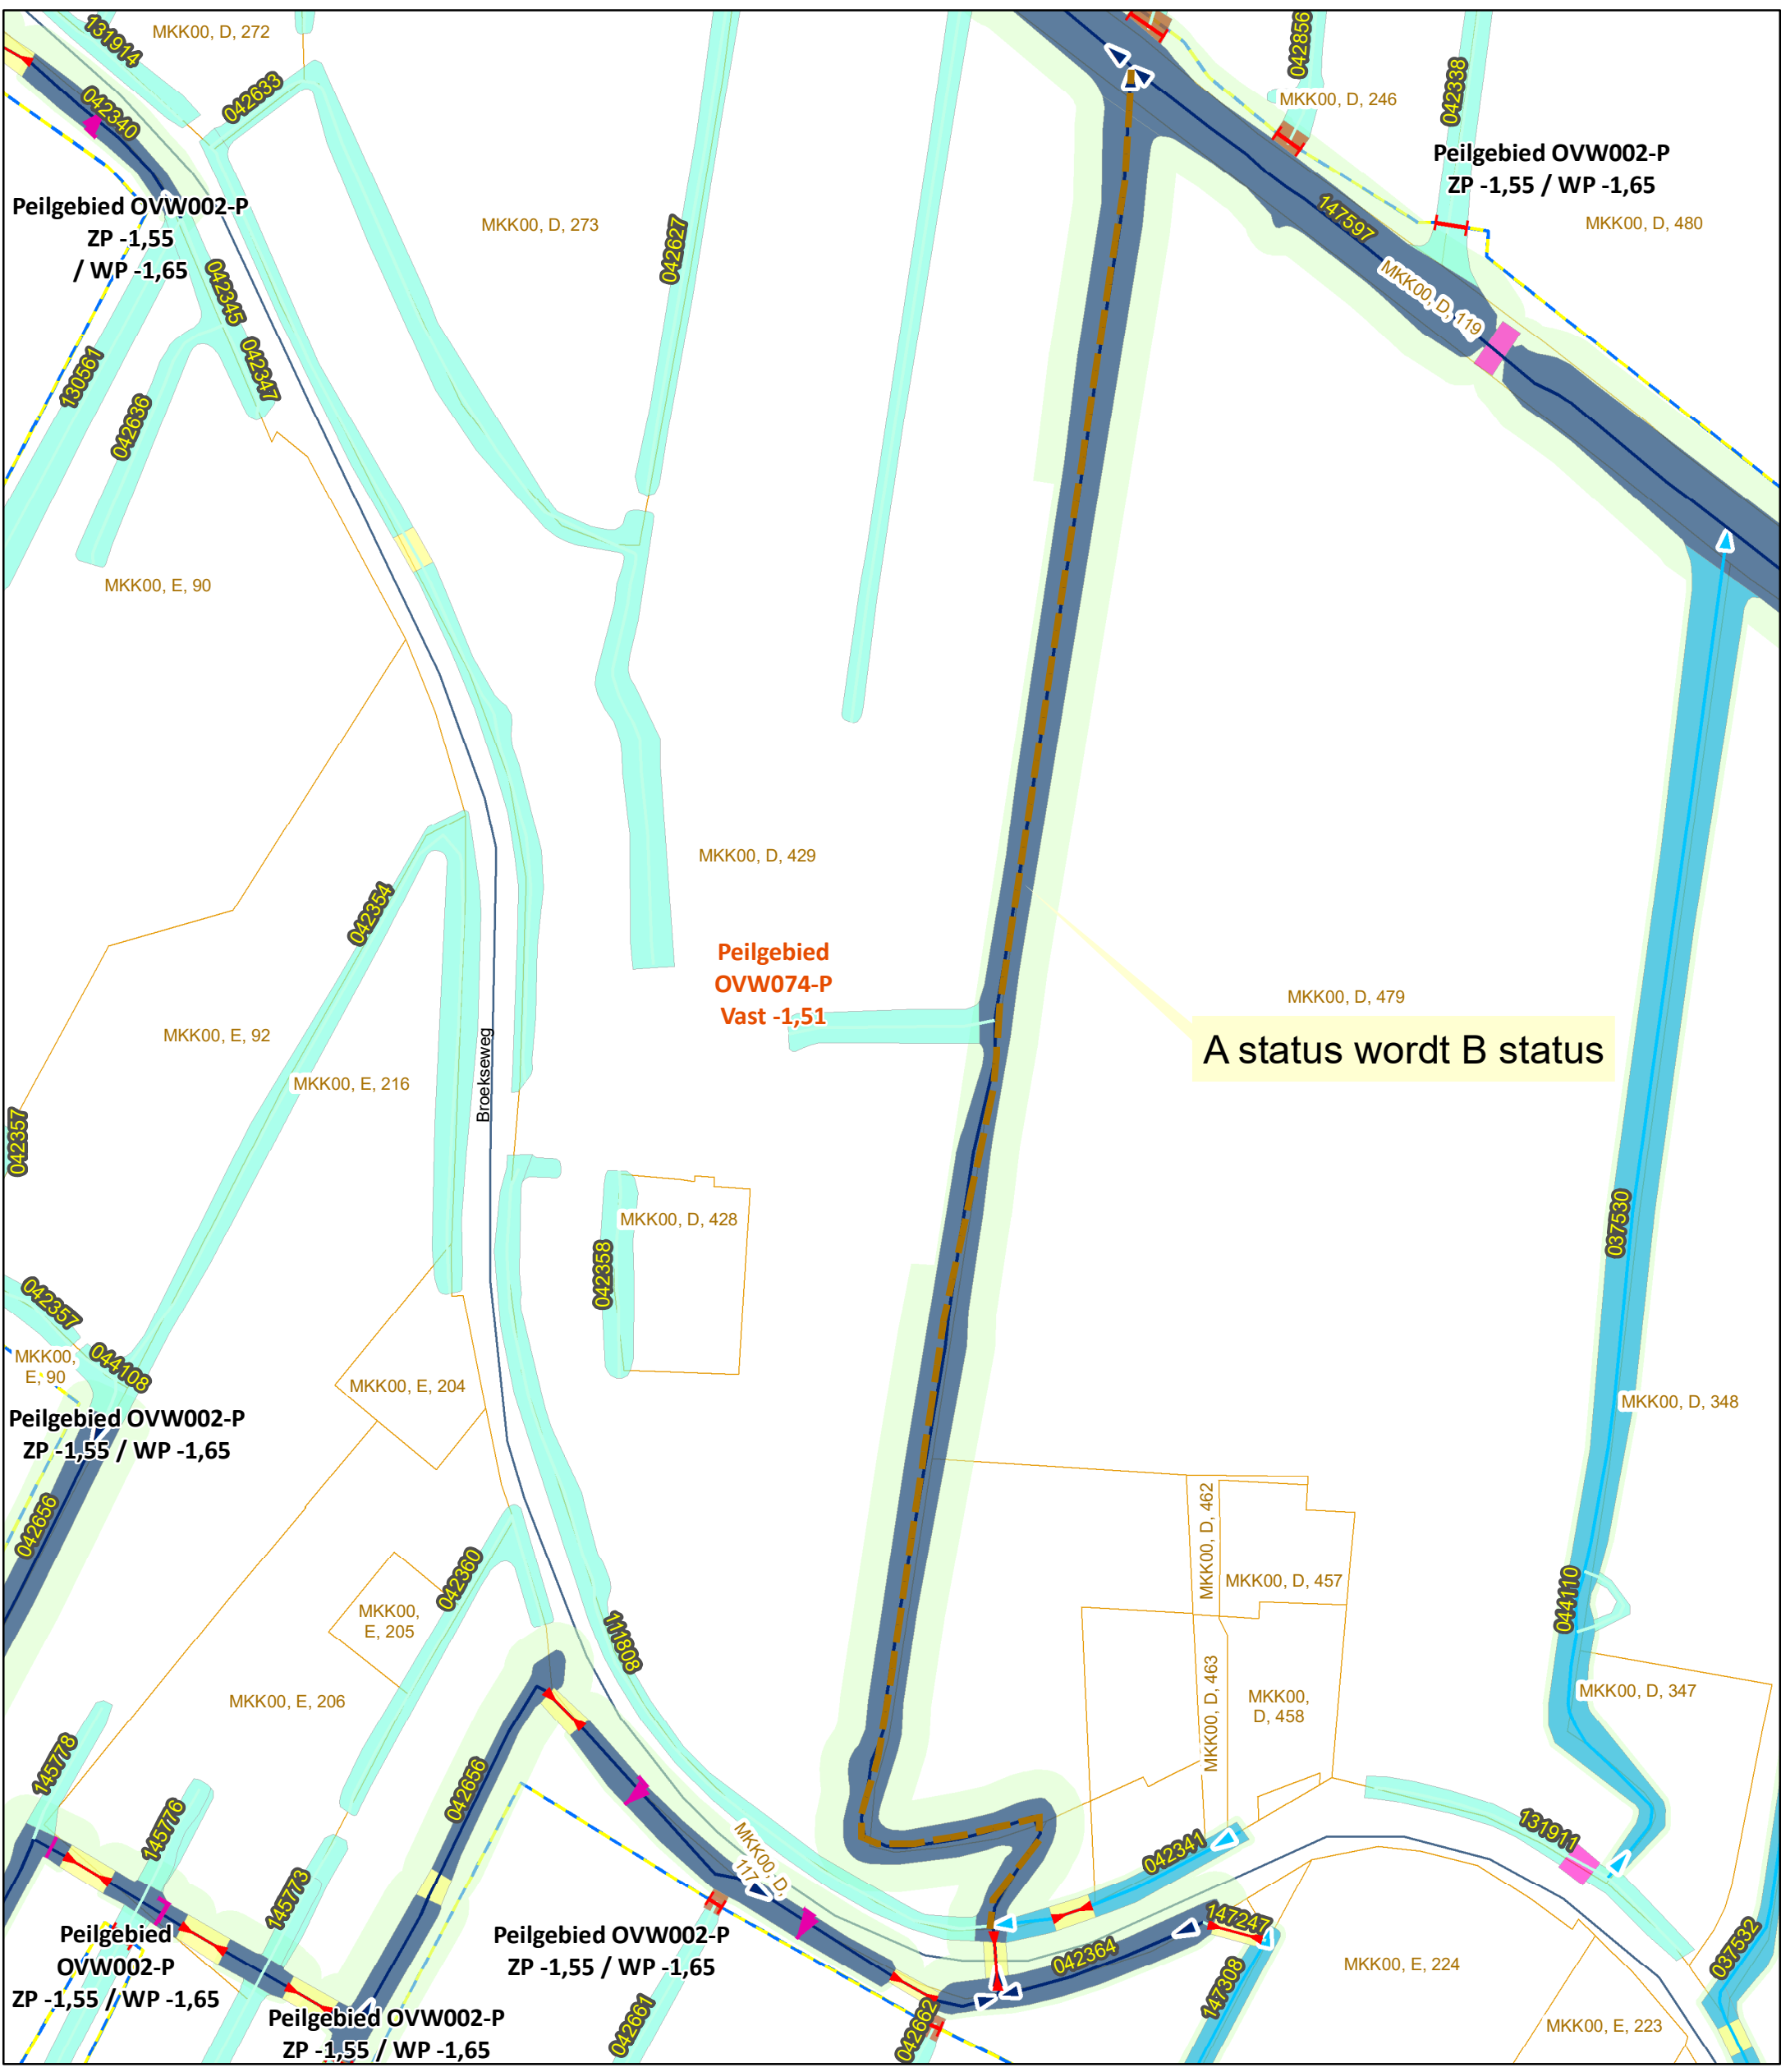 131914
MKK00, D, 272
042856
042338
042340
042633
MKK00, D, 246
Peilgebied OVW002-P
ZP -1,55 / WP -1,65
Peilgebied OVW002-P
ZP -1,55
/ WP -1,65
MKK00, D, 273
042627
147597
MKK00, D, 480
MKK00, D, 119
042345
042347
130561
042636
MKK00, E, 90
MKK00, D, 429
042354
Peilgebied
OVW074-P
Vast -1,51
MKK00, D, 479
A status wordt B status
MKK00, E, 92
MKK00, E, 216
Broekseweg
042357
MKK00, D, 428
037530
042358
042357
044108
MKK00,
E, 90
MKK00, E, 204
MKK00, D, 348
Peilgebied OVW002-P
ZP -1,55 / WP -1,65
042656
MKK00, D, 462
MKK00, D, 457
042360
044110
MKK00,
E, 205
111808
MKK00, D, 463
MKK00,
D, 458
MKK00, D, 347
MKK00, E, 206
145778
145776
042656
MKK00, D,
117
042341
131911
145773
147247
Peilgebied
OVW002-P
ZP -1,55 / WP -1,65
Peilgebied OVW002-P
ZP -1,55 / WP -1,65
042364
147308
MKK00, E, 224
037532
Peilgebied OVW002-P
ZP -1,55 / WP -1,65
042661
042662
MKK00, E, 223